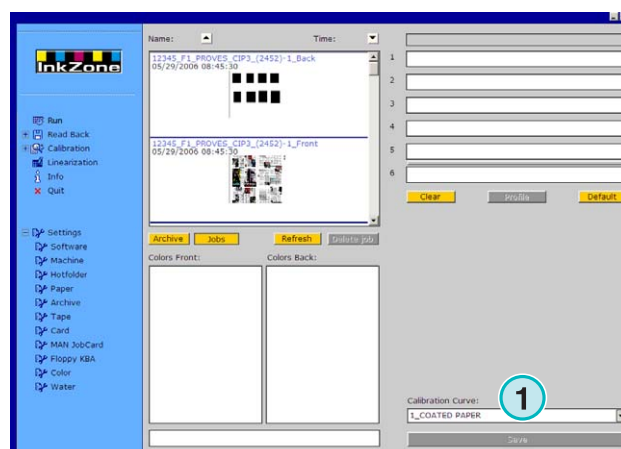 InkZone
Run
Read Back
Calibration
Linearization
Info
Quit
Settings
Software
Machine
Hotfolder
Paper
Archive
Tape
Card
MAN JobCard
Floppy KBA
Color
Water
Name: Time:
12345_F1_PROVES_CIP3_(2452)-1_Back
05/29/2006 08:45:30
12345_F1_PROVES_CIP3_(2452)-1_Front
05/29/2006 08:45:30
Archive Jobs Refresh Delete job
Colors Front: Colors Back:
1
2
3
4
5
6
Clear Profile Default
Calibration Curve:
1
1_COATED PAPER
Save